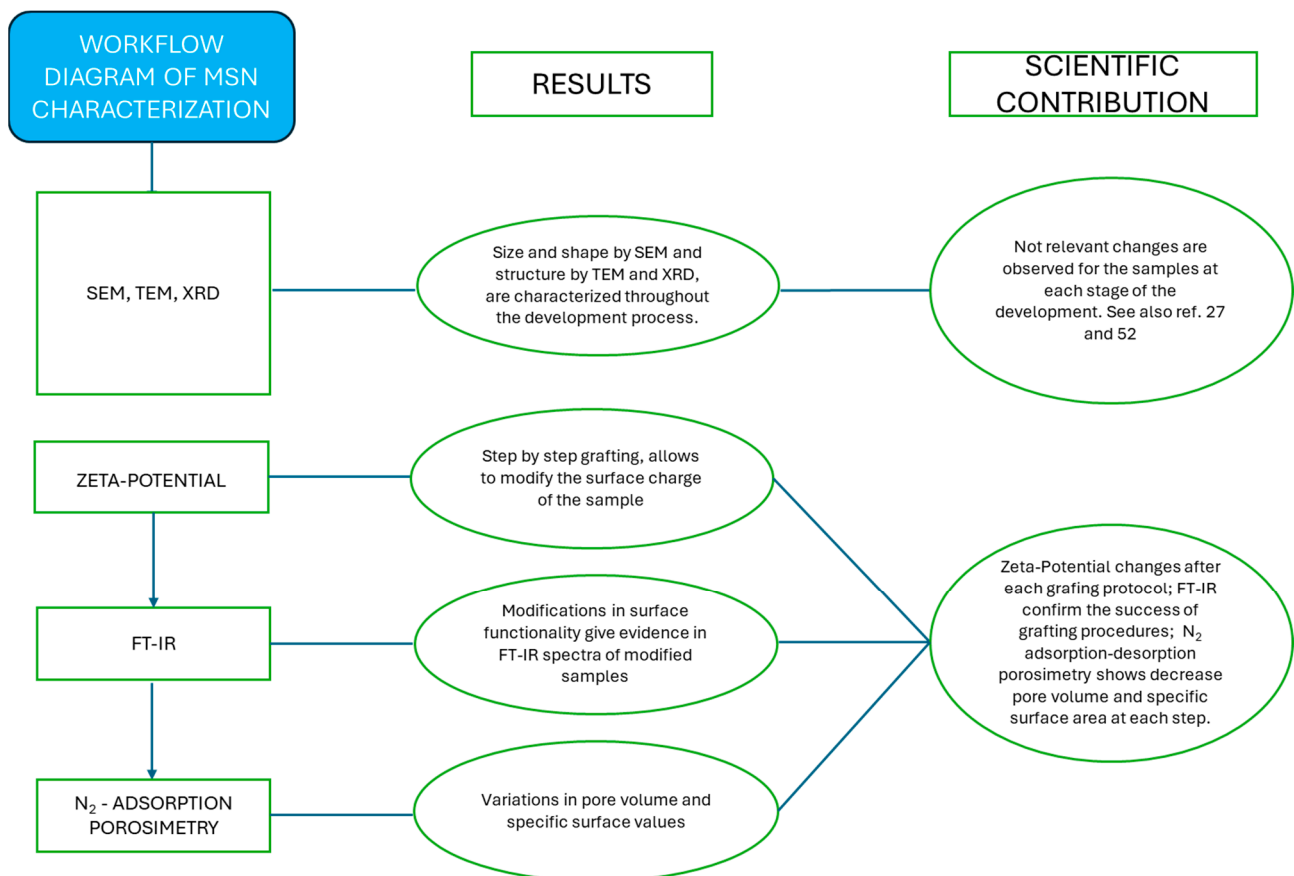 WORKFLOW
DIAGRAM OF MSN
CHARACTERIZATION
RESULTS
SCIENTIFIC
CONTRIBUTION
SEM, TEM, XRD
Size and shape by SEM and
structure by TEM and XRD,
are characterized throughout
the development process.
Not relevant changes are
observed for the samples at
each stage of the
development. See also ref. 27
and 52
ZETA-POTENTIAL
Step by step grafting, allows
to modify the surface charge
of the sample
FT-IR
Modifications in surface
functionality give evidence in
FT-IR spectra of modified
samples
Zeta-Potential changes after
each grafing protocol; FT-IR
confirm the success of
grafting procedures; N₂
adsorption-desorption
porosimetry shows decrease
pore volume and specific
surface area at each step.
N₂ - ADSORPTION
POROSIMETRY
Variations in pore volume and
specific surface values